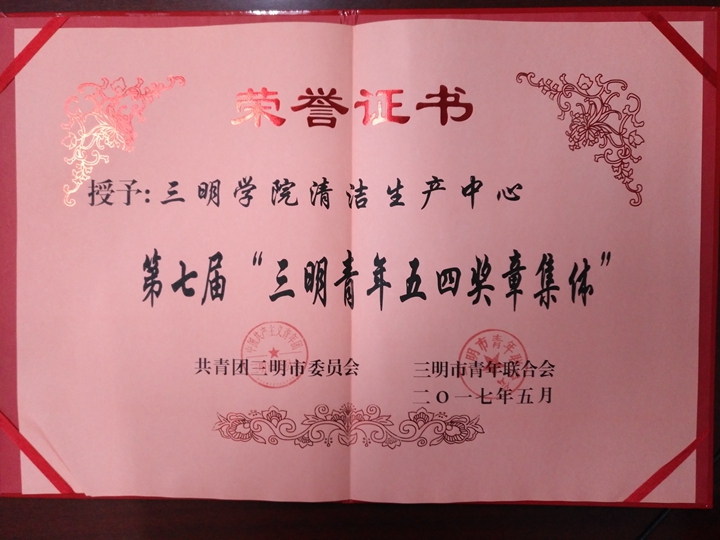 荣誉证书
授予:三明学院清洁生产中心
第七届“三明青年五四奖章集体”
共青团三明市委员会
三明市青年联合会
二〇一七年五月